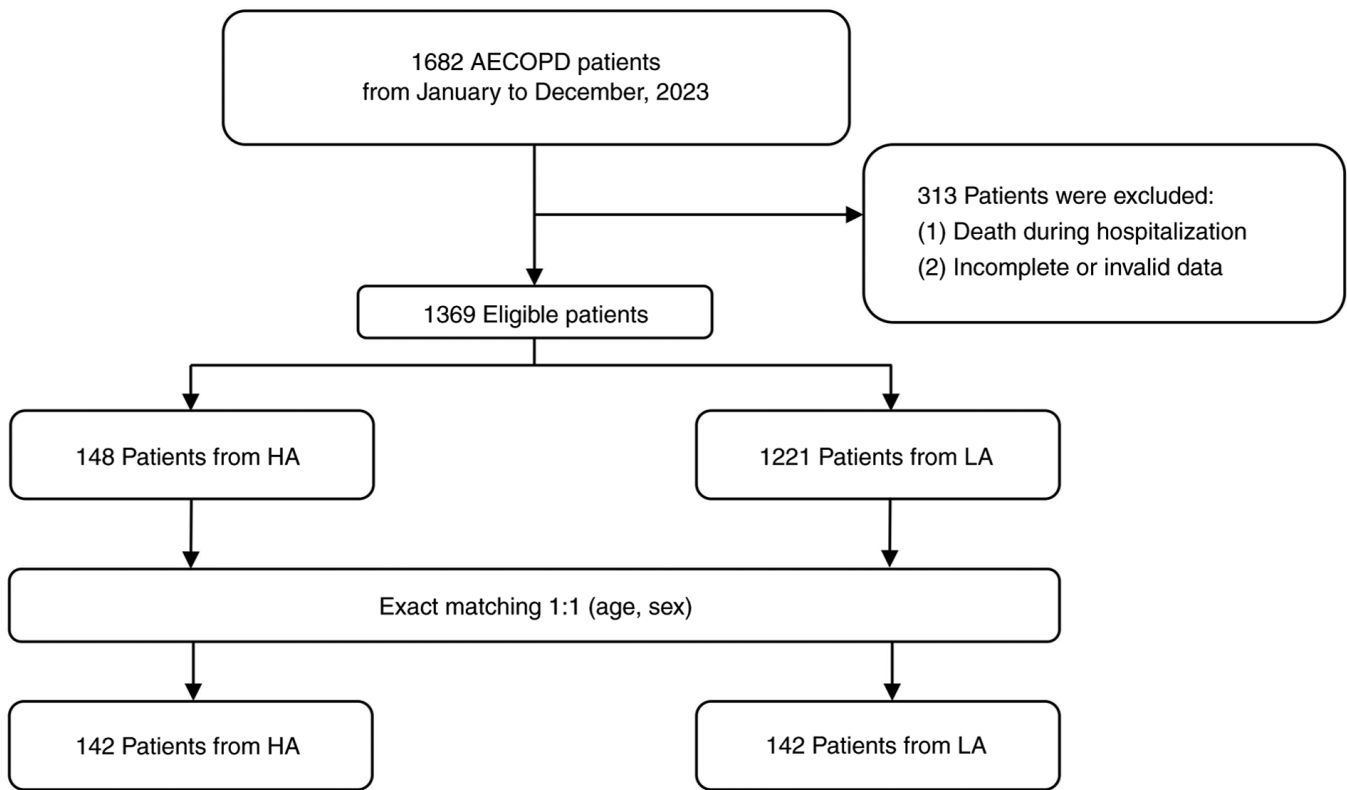 1682 AECOPD patients
from January to December, 2023
313 Patients were excluded:
(1) Death during hospitalization
(2) Incomplete or invalid data
1369 Eligible patients
148 Patients from HA
1221 Patients from LA
Exact matching 1:1 (age, sex)
142 Patients from HA
142 Patients from LA